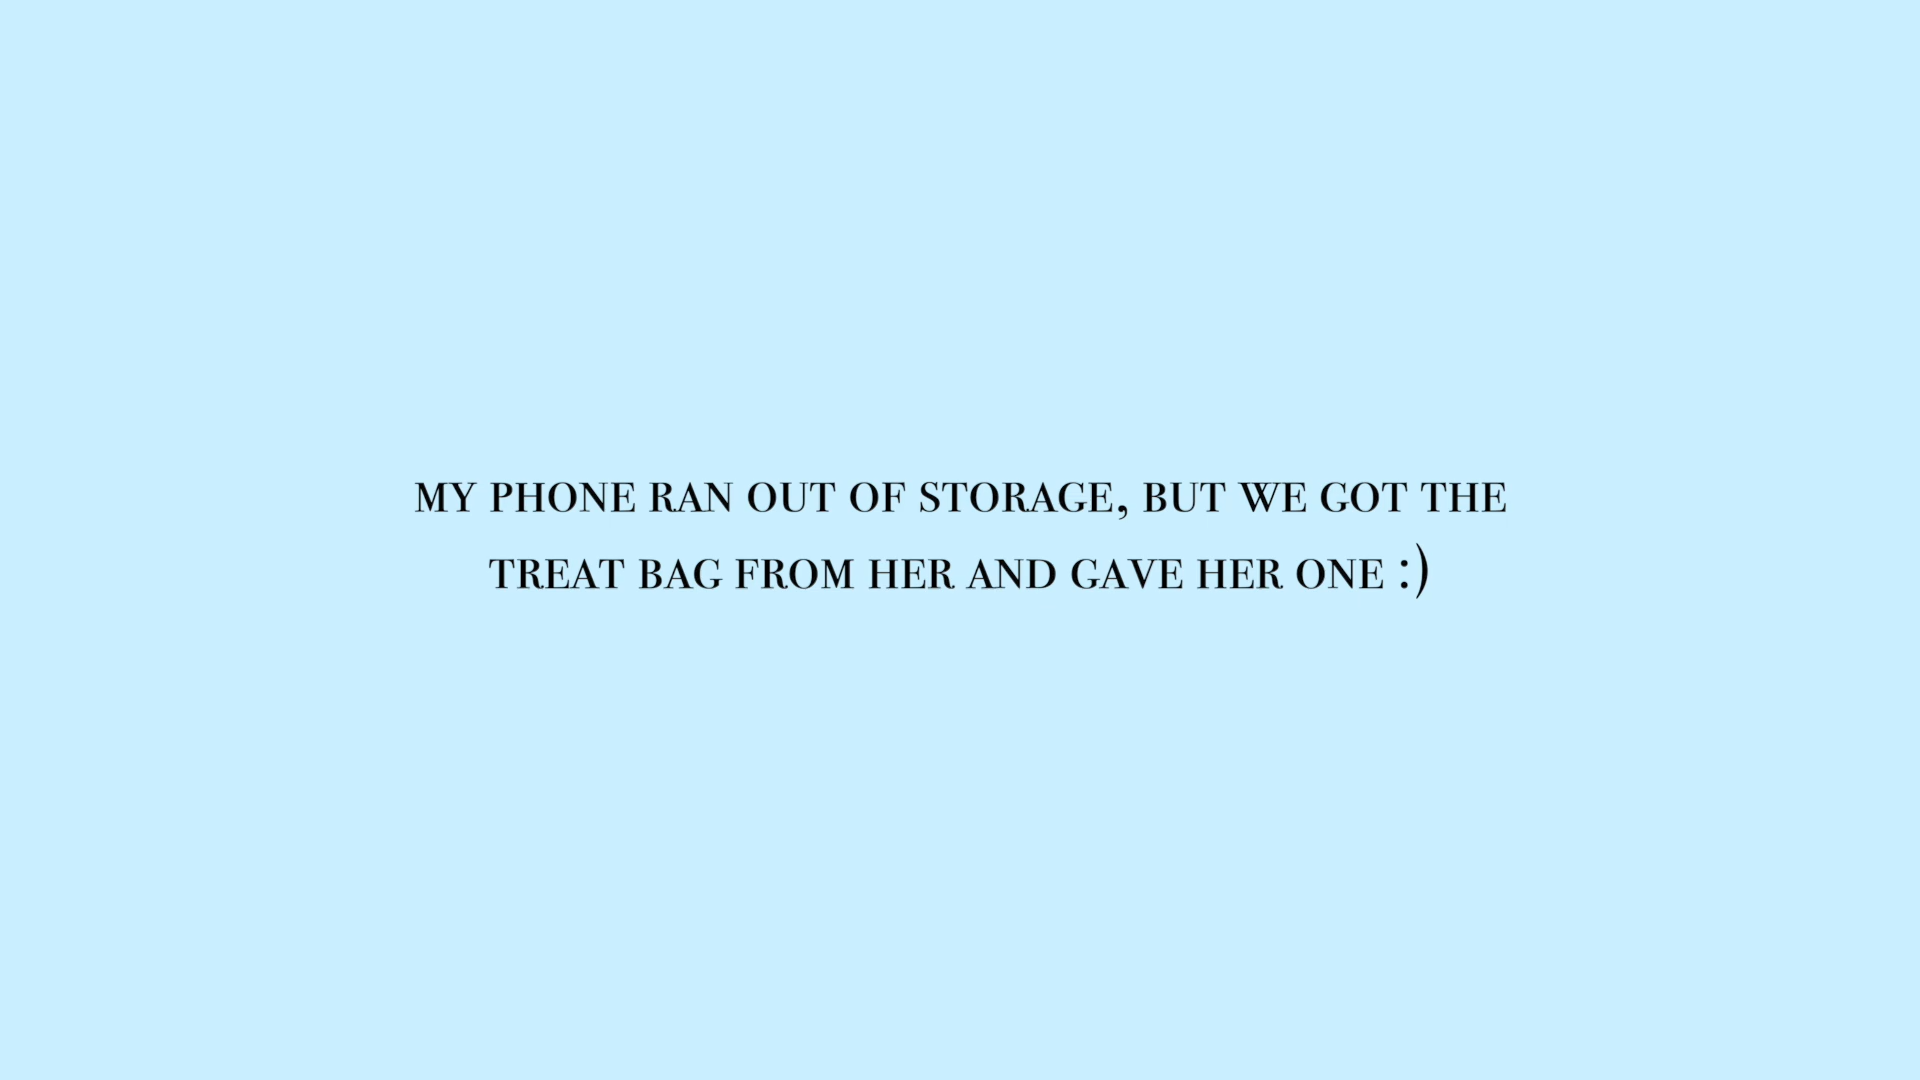 MY PHONE RAN OUT OF STORAGE, BUT WE GOT THE
TREAT BAG FROM HER AND GAVE HER ONE :)